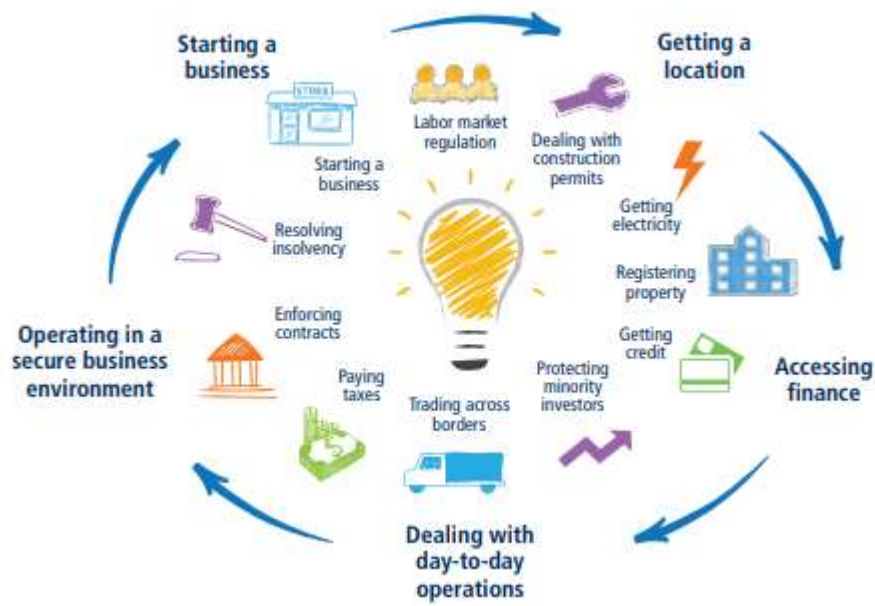 Starting a
business
Getting a
location
Labor market
regulation
Dealing with
construction
permits
Starting a
business
Getting
electricity
Resolving
insolvency
Registering
property
Enforcing
contracts
Getting
credit
Operating in a
secure business
environment
Accessing
finance
Paying
taxes
Protecting
minority
investors
Trading across
borders
Dealing with
day-to-day
operations